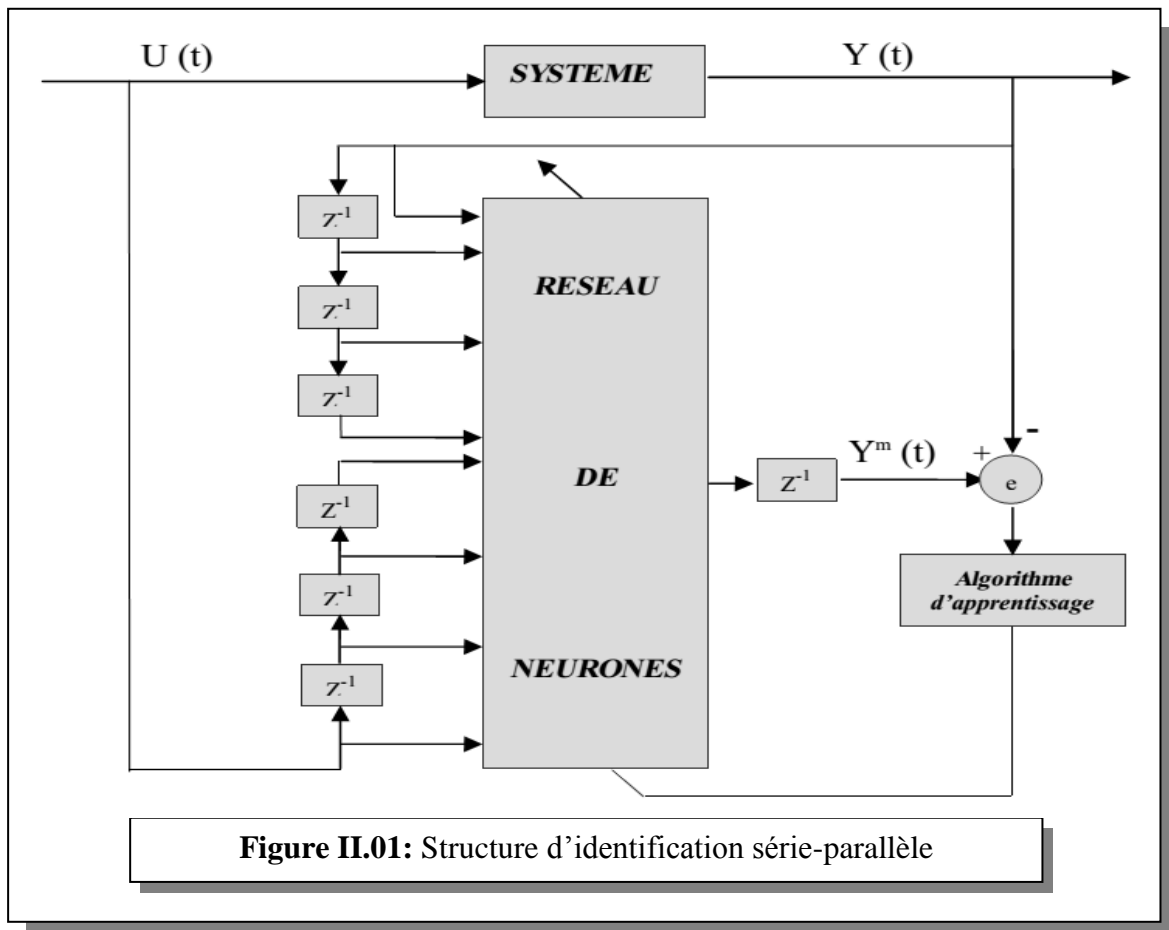 U (t)
SYSTEME
Y (t)
Z⁻¹
Z⁻¹
Z⁻¹
Z⁻¹
Z⁻¹
Z⁻¹
RESEAU
DE
NEURONES
Z⁻¹
Yᵐ (t)
+
-
e
Algorithme
d'apprentissage
Figure II.01: Structure d'identification série-parallèle